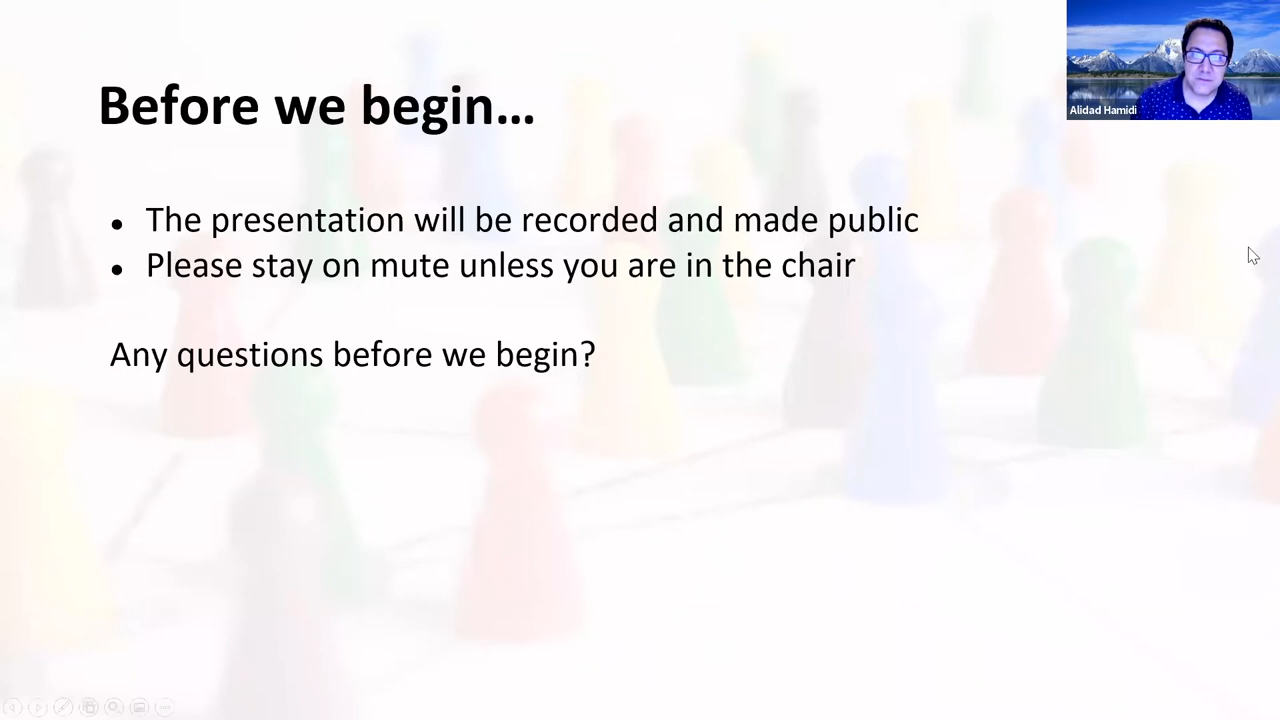 Before we begin…
Alidad Hamidi
• The presentation will be recorded and made public
• Please stay on mute unless you are in the chair
Any questions before we begin?